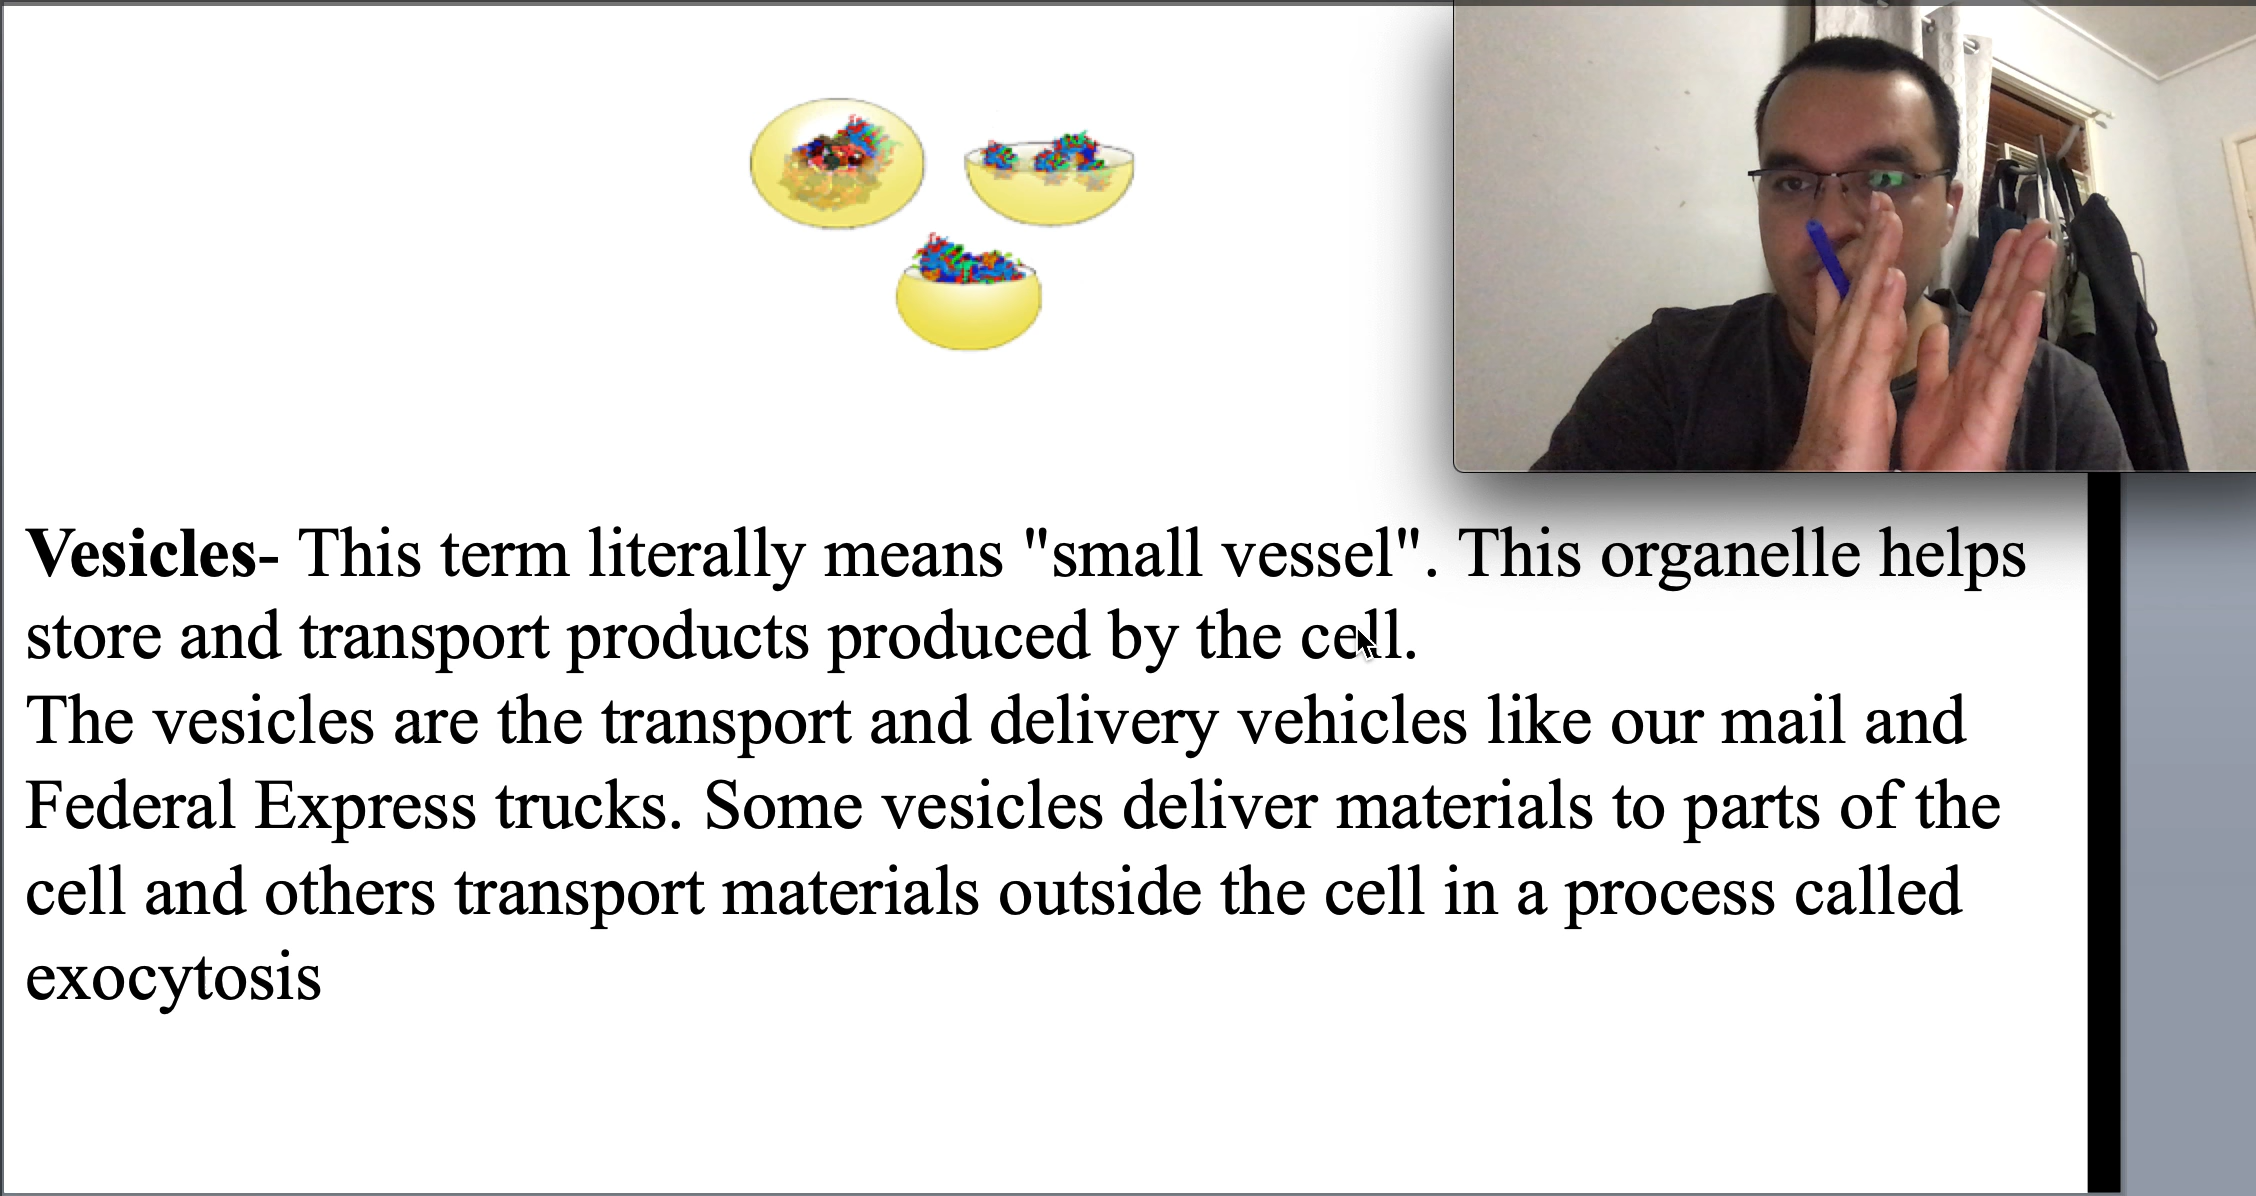 Vesicles- This term literally means "small vessel". This organelle helps
store and transport products produced by the cell.
The vesicles are the transport and delivery vehicles like our mail and
Federal Express trucks. Some vesicles deliver materials to parts of the
cell and others transport materials outside the cell in a process called
exocytosis